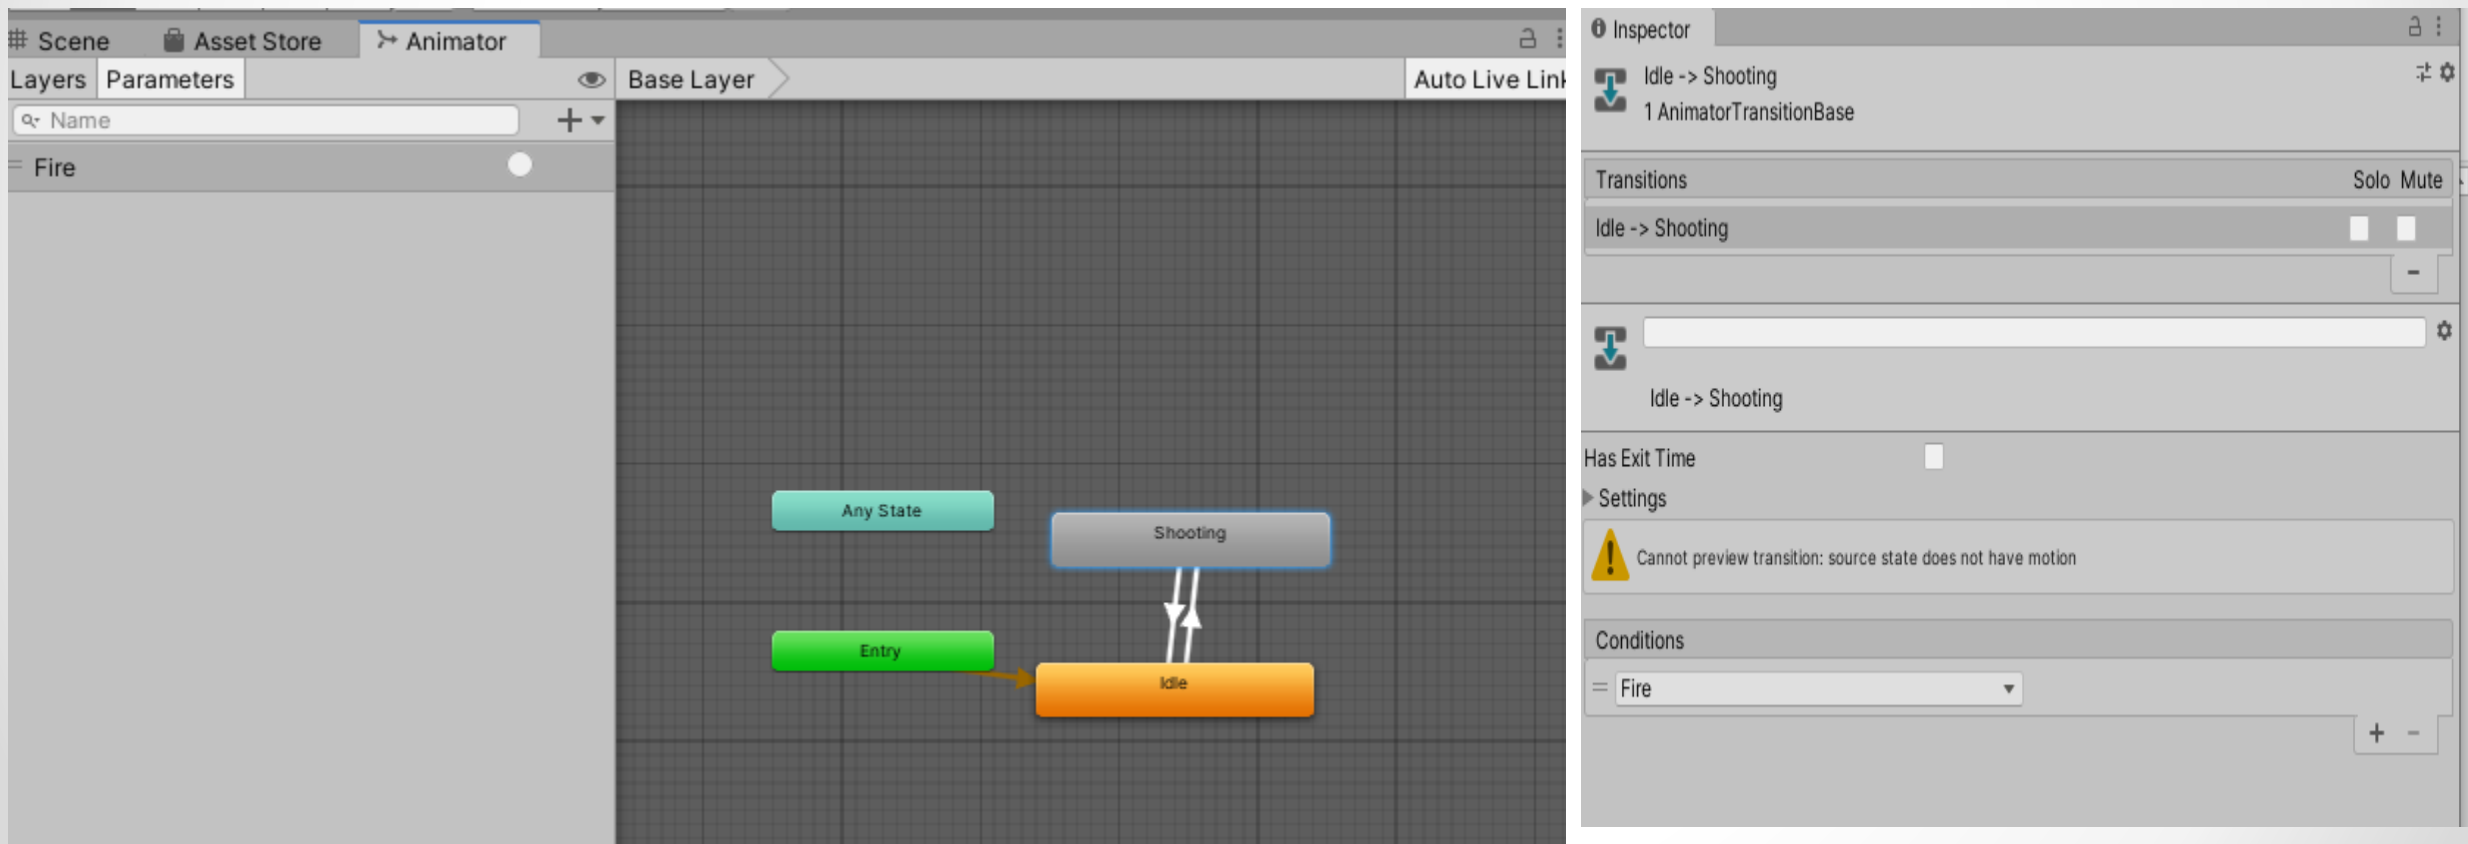 Scene
Asset Store
Animator
Layers
Parameters
Base Layer
Auto Live Link
Name
Fire
Any State
Shooting
Entry
Idle
Inspector
Idle -> Shooting
1 AnimatorTransitionBase
Transitions
Solo Mute
Idle -> Shooting
Idle -> Shooting
Has Exit Time
Settings
Cannot preview transition: source state does not have motion
Conditions
Fire